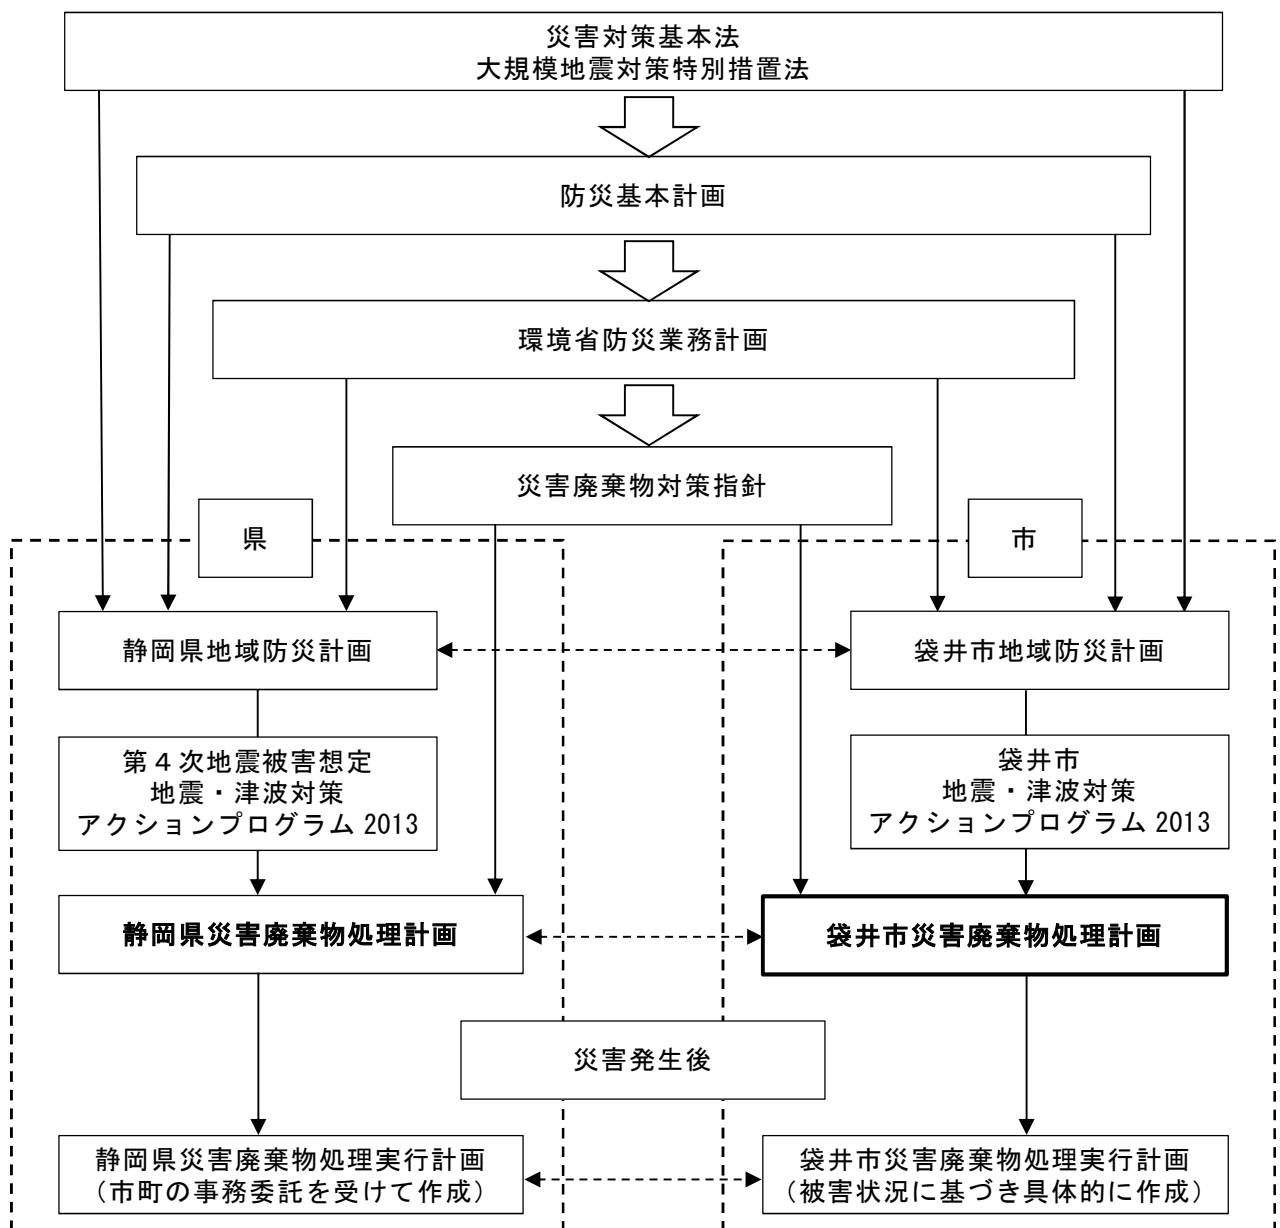 災害対策基本法
大規模地震対策特別措置法
防災基本計画
環境省防災業務計画
災害廃棄物対策指針
県
市
静岡県地域防災計画
袋井市地域防災計画
第４次地震被害想定
地震・津波対策
アクションプログラム 2013
袋井市
地震・津波対策
アクションプログラム 2013
静岡県災害廃棄物処理計画
袋井市災害廃棄物処理計画
災害発生後
静岡県災害廃棄物処理実行計画
（市町の事務委託を受けて作成）
袋井市災害廃棄物処理実行計画
（被害状況に基づき具体的に作成）